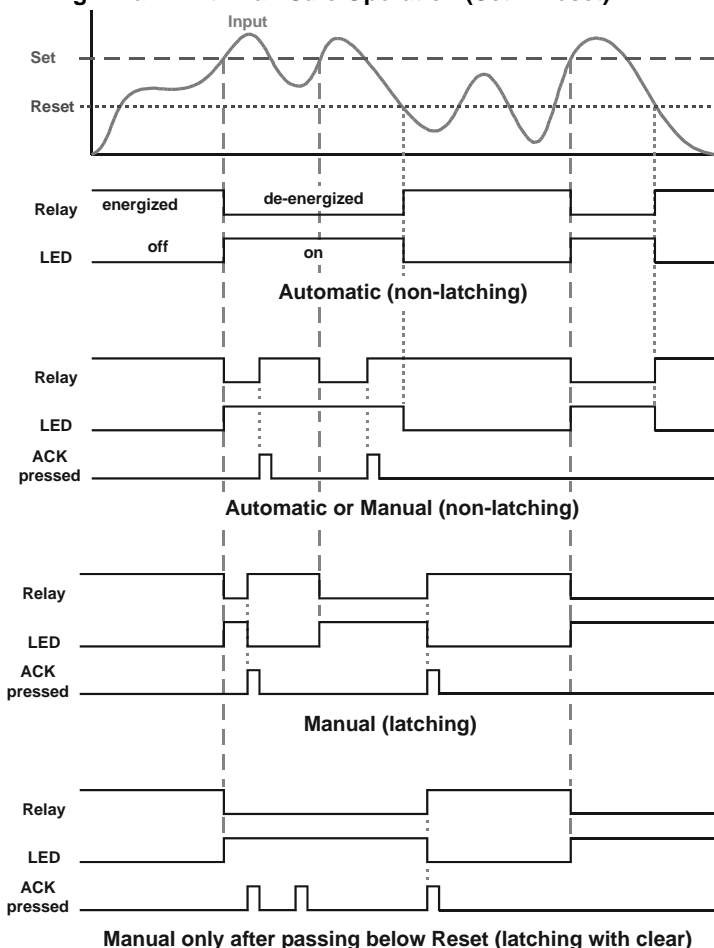 Input
Set
Reset
Relay energized de-energized
LED off on
Automatic (non-latching)
Relay
LED
ACK
pressed
Automatic or Manual (non-latching)
Relay
LED
ACK
pressed
Manual (latching)
Relay
LED
ACK
pressed
Manual only after passing below Reset (latching with clear)